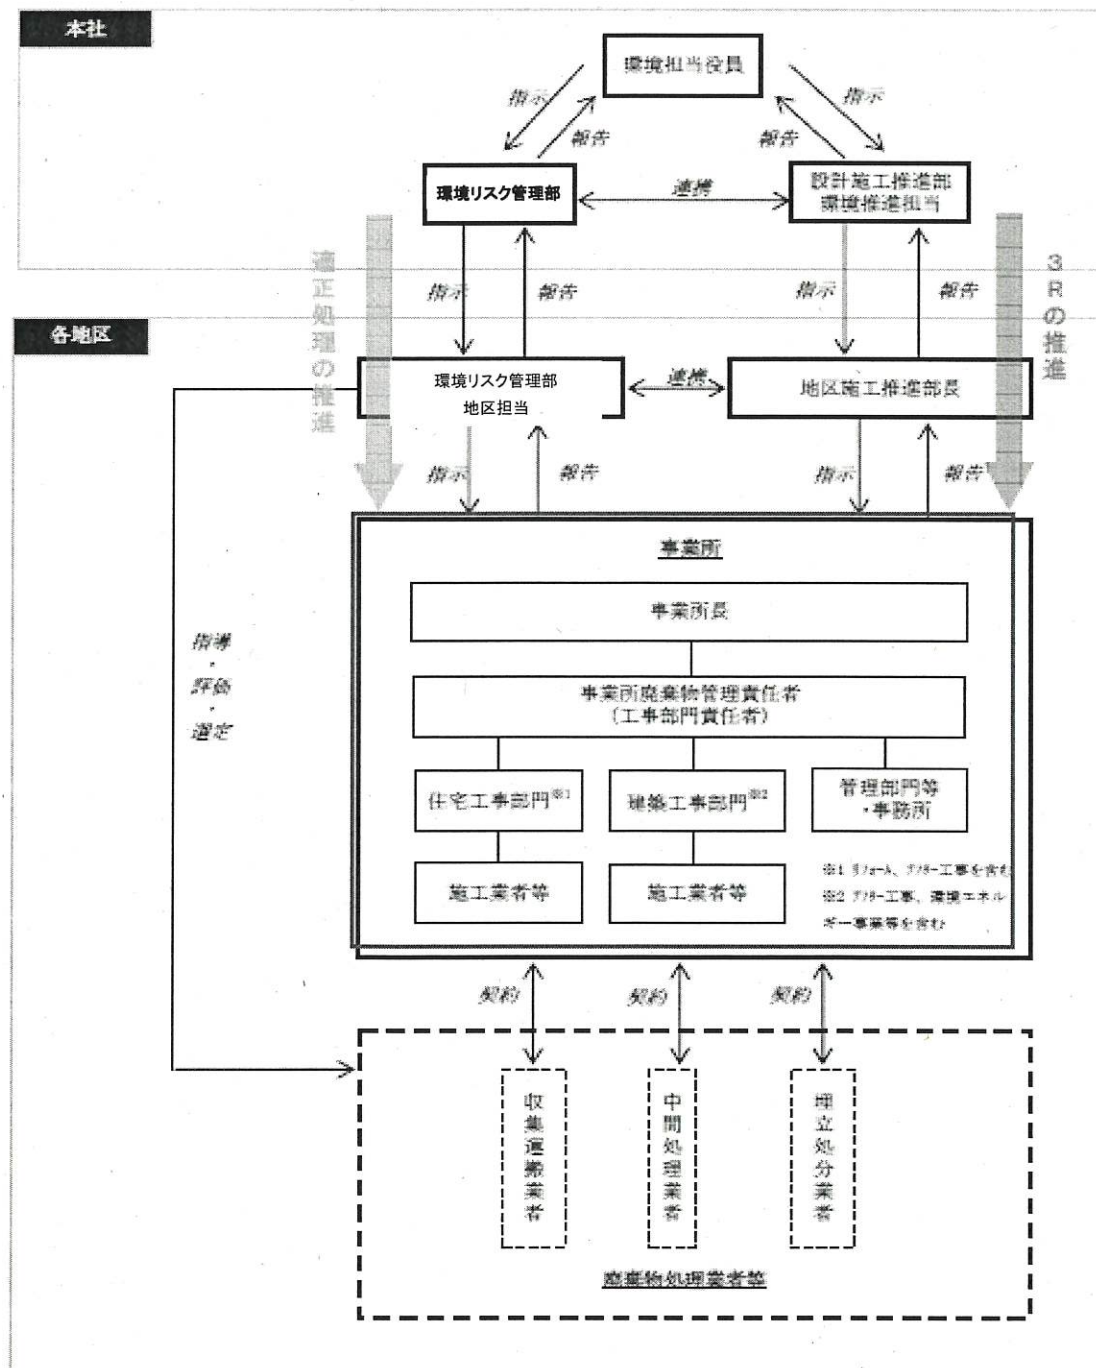 本社
環境担当役員
指示
報告
報告
指示
環境リスク管理部
連携
設計施工推進部
環境推進担当
適正処理の推進
指示
報告
指示
報告
3Rの推進
各地区
環境リスク管理部
地区担当
連携
地区施工推進部長
指示
報告
指示
報告
事業所
事業所長
指導・評価・選定
事業所廃棄物管理責任者
(工事部門責任者)
住宅工事部門※1
建築工事部門※2
管理部門等
・事務所
施工業者等
施工業者等
※1 リフォーム、アフター工事を含む
※2 アフター工事、環境エネル
ギー事業等を含む
契約
契約
契約
収集運搬業者
中間処理業者
埋立処分業者
廃棄物処理業者等